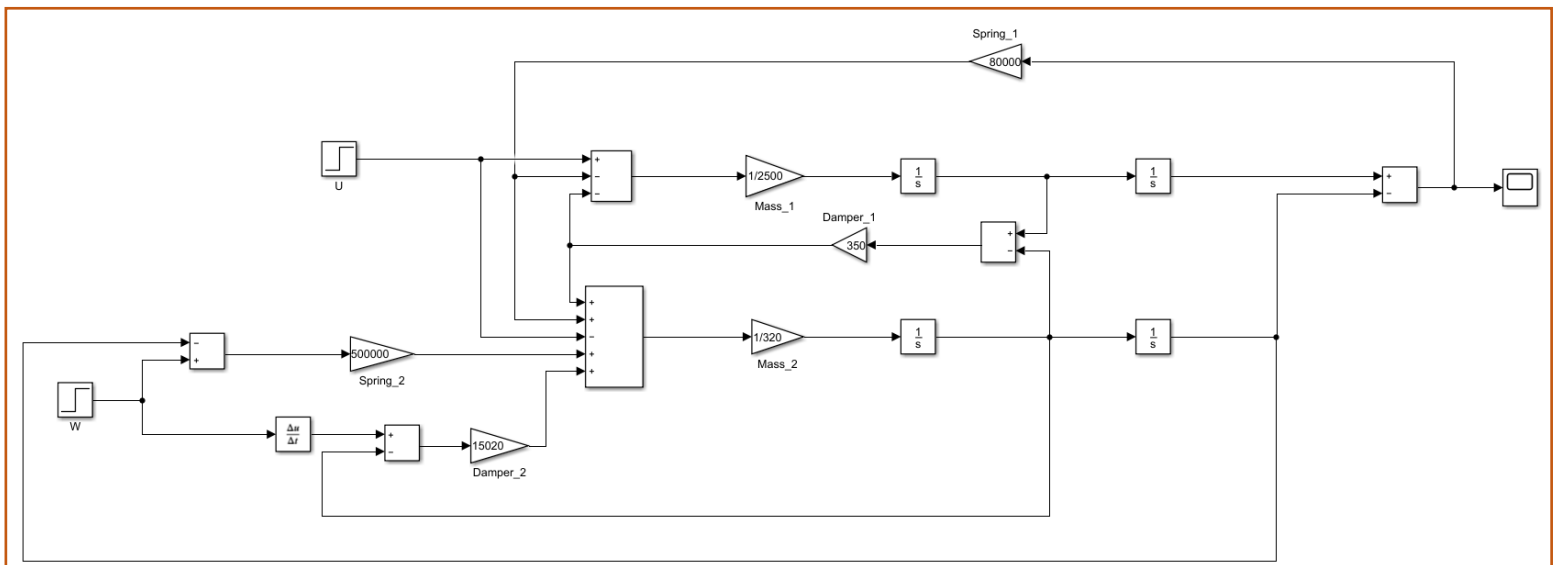 Spring_1
80000
U
+
−
−
1/2500
Mass_1
1
s
1
s
+
−
Damper_1
350
+
−
+
+
−
+
+
1/320
Mass_2
1
s
1
s
−
+
500000
Spring_2
W
Δu
Δt
+
−
15020
Damper_2